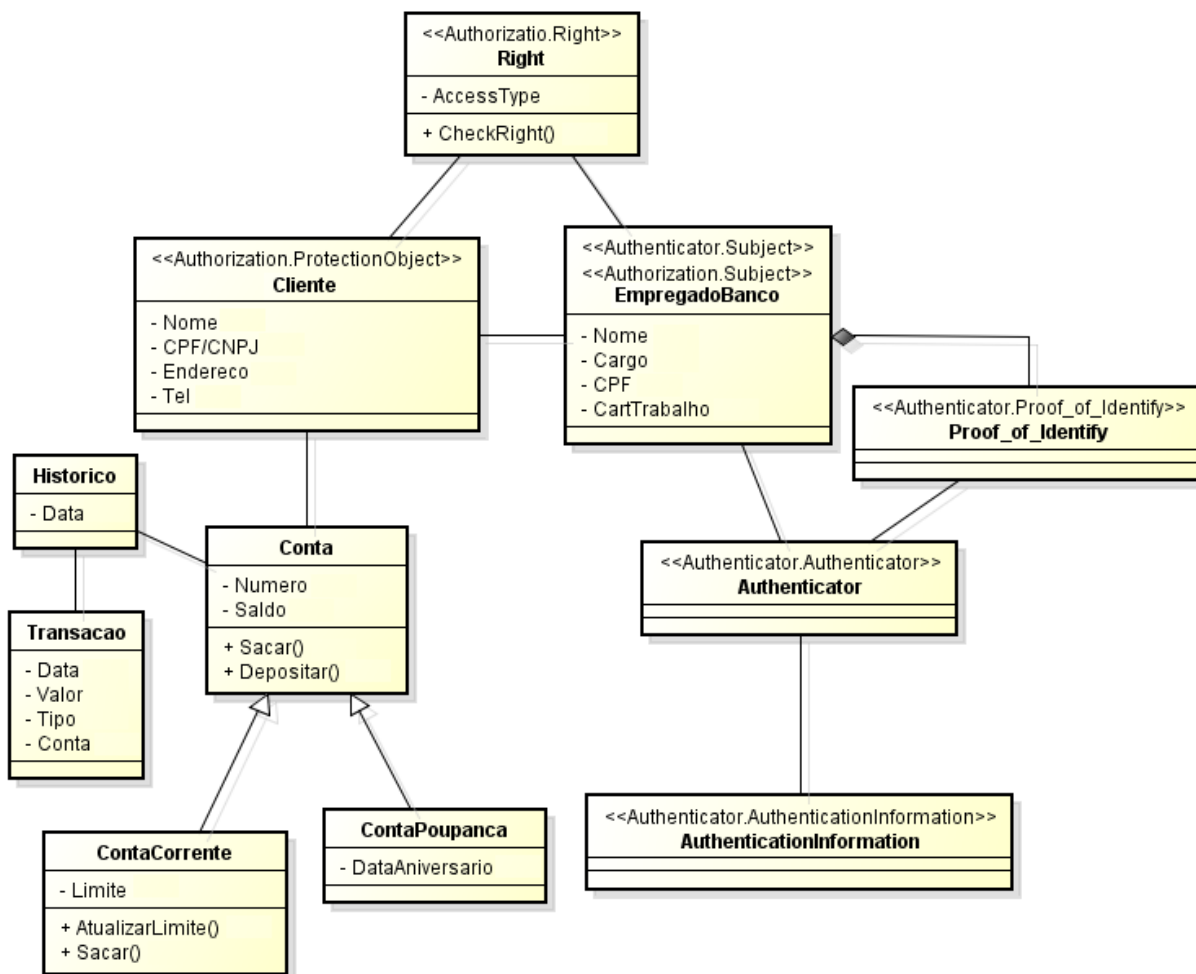 <<Authorizatio.Right>>
Right
- AccessType
+ CheckRight()
<<Authorization.ProtectionObject>>
Cliente
- Nome
- CPF/CNPJ
- Endereco
- Tel
<<Authenticator.Subject>>
<<Authorization.Subject>>
EmpregadoBanco
- Nome
- Cargo
- CPF
- CartTrabalho
<<Authenticator.Proof_of_Identify>>
Proof_of_Identify
Historico
- Data
Conta
- Numero
- Saldo
+ Sacar()
+ Depositar()
<<Authenticator.Authenticator>>
Authenticator
Transacao
- Data
- Valor
- Tipo
- Conta
<<Authenticator.AuthenticationInformation>>
AuthenticationInformation
ContaPoupanca
- DataAniversario
ContaCorrente
- Limite
+ AtualizarLimite()
+ Sacar()